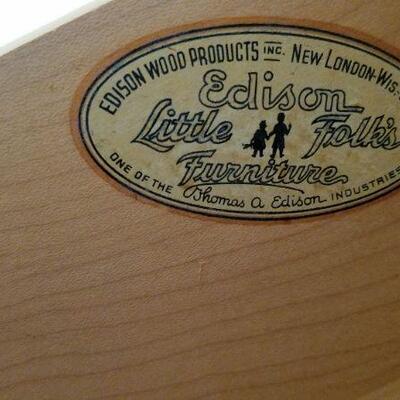 EDISON WOOD PRODUCTS INC. NEW LONDON-WIS.
Edison
Little Folk's
Furniture
ONE OF THE Thomas A Edison INDUSTRIES